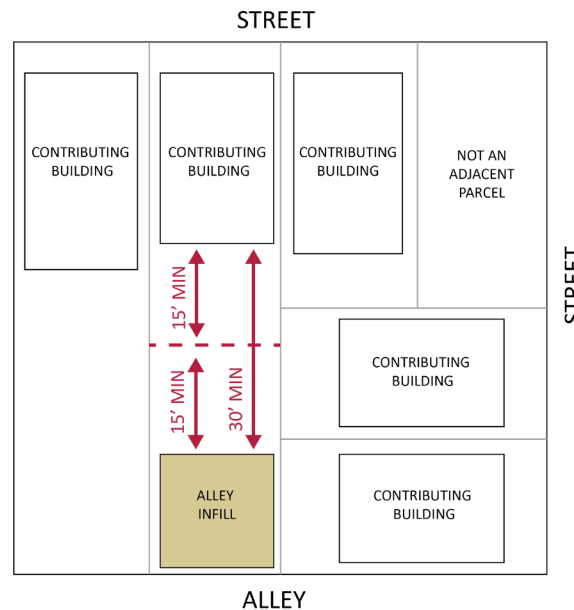 STREET
CONTRIBUTING
BUILDING
CONTRIBUTING
BUILDING
CONTRIBUTING
BUILDING
NOT AN
ADJACENT
PARCEL
STREET
15’ MIN
15’ MIN
30’ MIN
CONTRIBUTING
BUILDING
ALLEY
INFILL
CONTRIBUTING
BUILDING
ALLEY